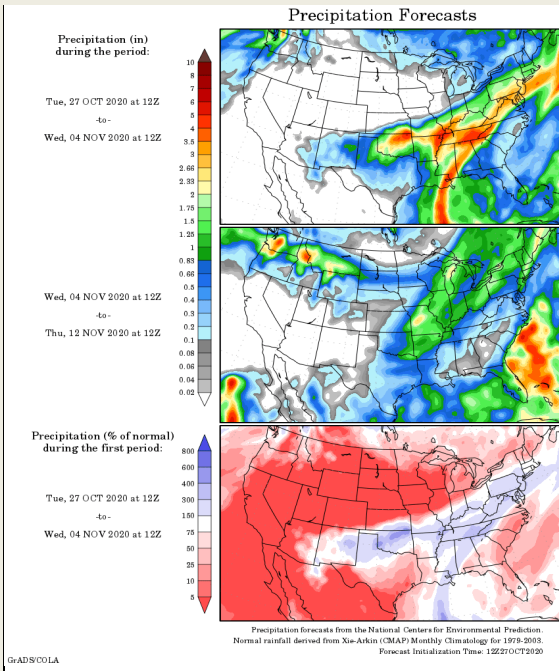 Precipitation Forecasts
Precipitation (in)
during the period:
Tue, 27 OCT 2020 at 12Z
-to-
Wed, 04 NOV 2020 at 12Z
10
8
7
6
5
4
3.5
3
2.66
2.33
2
1.75
1.5
1.25
1
0.83
0.66
0.5
0.4
0.3
0.2
0.1
0.08
0.06
0.04
0.02
Wed, 04 NOV 2020 at 12Z
-to-
Thu, 12 NOV 2020 at 12Z
Precipitation (% of normal)
during the first period:
Tue, 27 OCT 2020 at 12Z
-to-
Wed, 04 NOV 2020 at 12Z
800
600
400
300
150
75
50
25
10
5
Precipitation forecasts from the National Centers for Environmental Prediction.
Normal rainfall derived from Xie-Arkin (CMAP) Monthly Climatology for 1979-2003.
Forecast Initialization Time: 12Z27OCT2020
GrADS/COLA